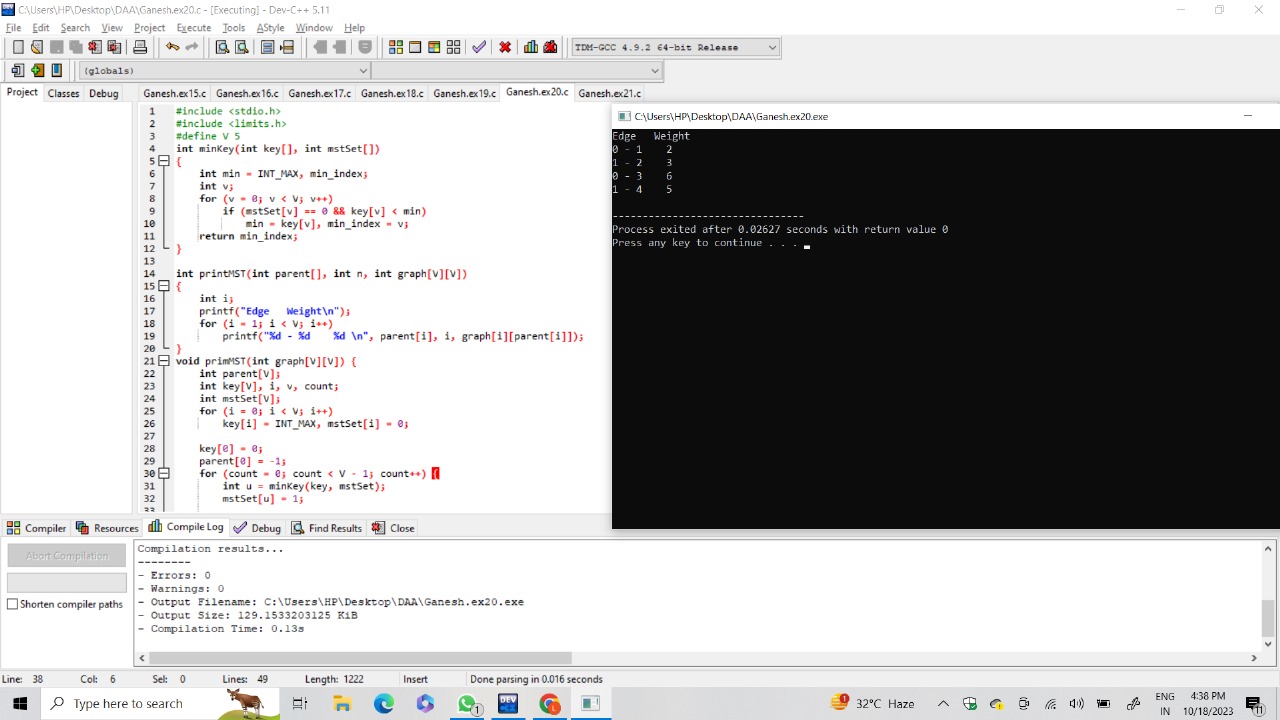 C:\Users\HP\Desktop\DAA\Ganesh.ex20.c - [Executing] - Dev-C++ 5.11
File Edit Search View Project Execute Tools AStyle Window Help
TDM-GCC 4.9.2 64-bit Release
(globals)
Project Classes Debug Ganesh.ex15.c Ganesh.ex16.c Ganesh.ex17.c Ganesh.ex18.c Ganesh.ex19.c Ganesh.ex20.c Ganesh.ex21.c
1 #include <stdio.h>
2 #include <limits.h>
3 #define V 5
4 int minKey(int key[], int mstSet[])
5 {
6 int min = INT_MAX, min_index;
7 int v;
8 for (v = 0; v < V; v++)
9 if (mstSet[v] == 0 && key[v] < min)
10 min = key[v], min_index = v;
11 return min_index;
12 }
13
14 int printMST(int parent[], int n, int graph[V][V])
15 {
16 int i;
17 printf("Edge   Weight\n");
18 for (i = 1; i < V; i++)
19 printf("%d - %d    %d \n", parent[i], i, graph[i][parent[i]]);
20 }
21 void primMST(int graph[V][V]) {
22 int parent[V];
23 int key[V], i, v, count;
24 int mstSet[V];
25 for (i = 0; i < V; i++)
26 key[i] = INT_MAX, mstSet[i] = 0;
27
28 key[0] = 0;
29 parent[0] = -1;
30 for (count = 0; count < V - 1; count++) {
31 int u = minKey(key, mstSet);
32 mstSet[u] = 1;
33
C:\Users\HP\Desktop\DAA\Ganesh.ex20.exe
Edge   Weight
0 - 1    2
1 - 2    3
0 - 3    6
1 - 4    5
--------------------------------
Process exited after 0.02627 seconds with return value 0
Press any key to continue . . .
Compiler Resources Compile Log Debug Find Results Close
Abort Compilation
Shorten compiler paths
Compilation results...
--------
- Errors: 0
- Warnings: 0
- Output Filename: C:\Users\HP\Desktop\DAA\Ganesh.ex20.exe
- Output Size: 129.1533203125 KiB
- Compilation Time: 0.13s
Line: 38 Col: 6 Sel: 0 Lines: 49 Length: 1222 Insert Done parsing in 0.016 seconds
Type here to search
DEV
1
L
1
32°C Haze
ENG
IN
4:38 PM
10/18/2023
11